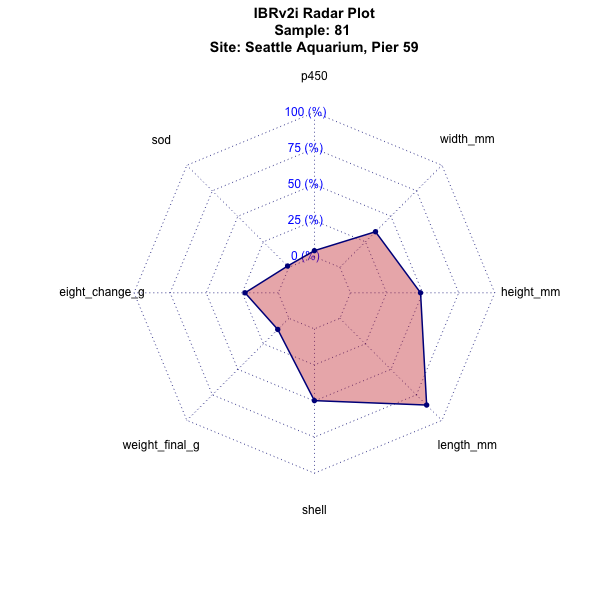 IBRv2i Radar Plot
Sample: 81
Site: Seattle Aquarium, Pier 59
p450
100 (%)
sod
width_mm
75 (%)
50 (%)
25 (%)
0 (%)
eight_change_g
height_mm
weight_final_g
length_mm
shell